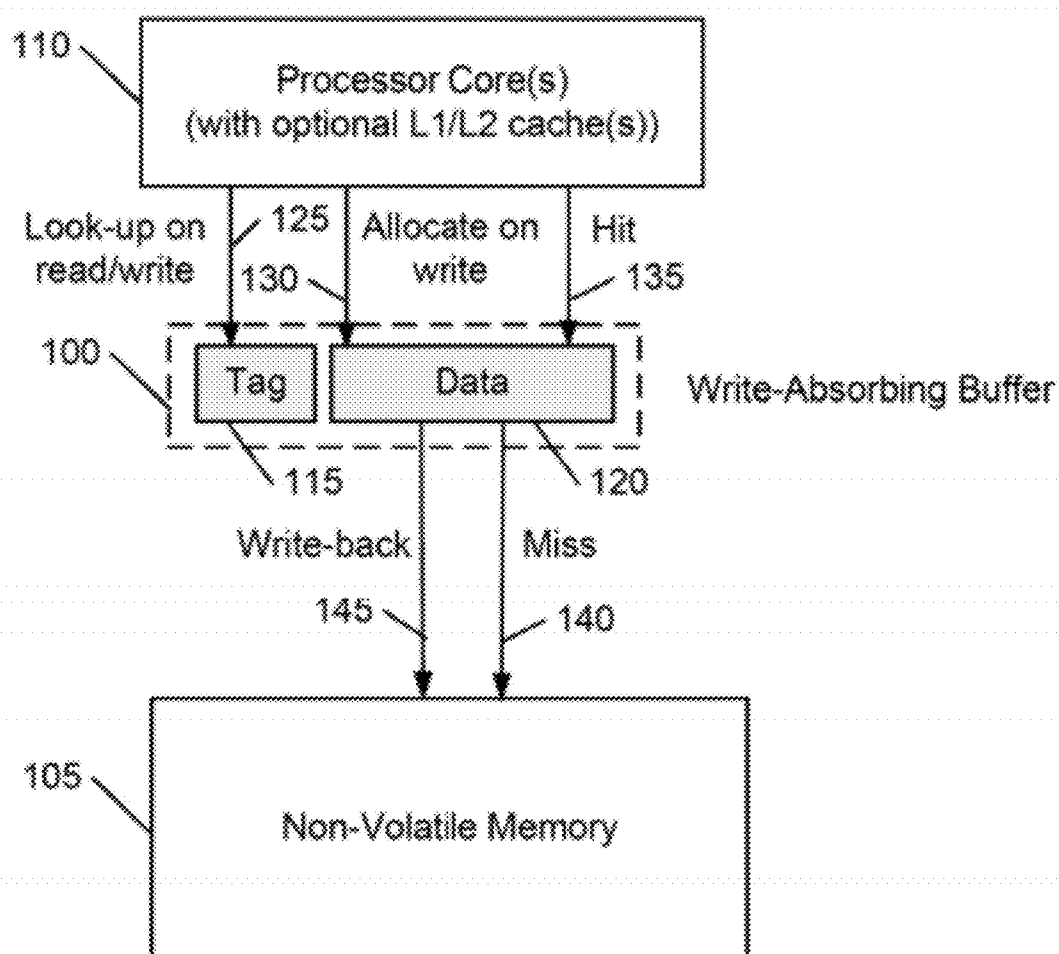 110
Processor Core(s)
(with optional L1/L2 cache(s))
Look-up on
read/write
125
Allocate on
write
130
Hit
135
100
Tag
Data
Write-Absorbing Buffer
115
120
Write-back
Miss
145
140
105
Non-Volatile Memory